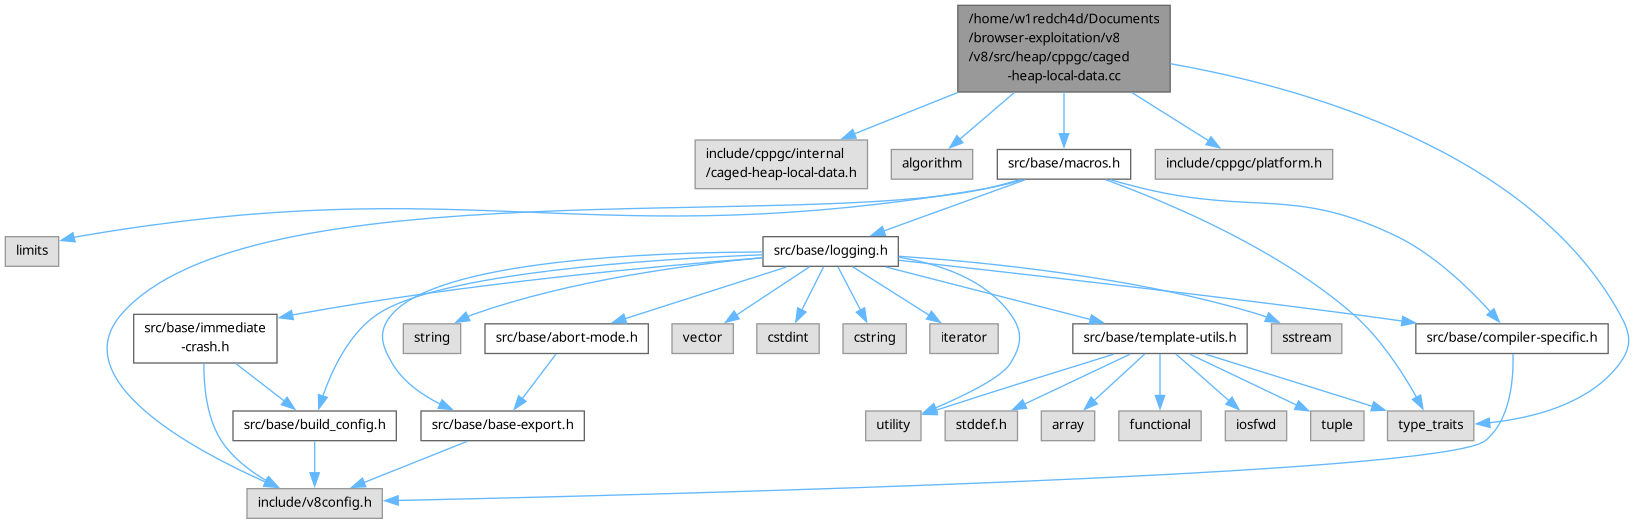 /home/w1redch4d/Documents
/browser-exploitation/v8
/v8/src/heap/cppgc/caged
-heap-local-data.cc
include/cppgc/internal
/caged-heap-local-data.h
algorithm
src/base/macros.h
include/cppgc/platform.h
limits
src/base/logging.h
src/base/immediate
-crash.h
string
src/base/abort-mode.h
vector
cstdint
cstring
iterator
src/base/template-utils.h
sstream
src/base/compiler-specific.h
src/base/build_config.h
src/base/base-export.h
utility
stddef.h
array
functional
iosfwd
tuple
type_traits
include/v8config.h